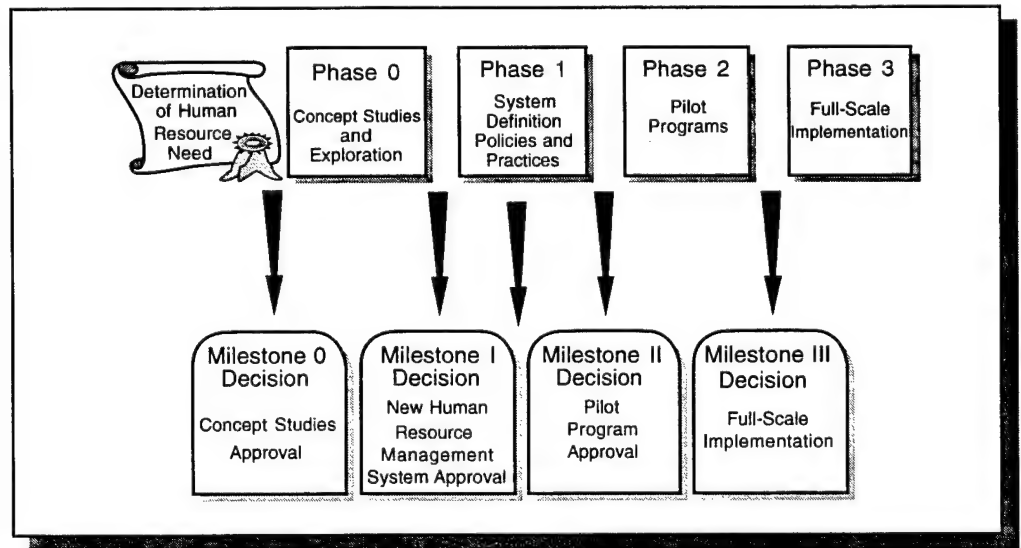 Determination
of Human
Resource
Need
Phase 0
Concept Studies
and
Exploration
Phase 1
System
Definition
Policies and
Practices
Phase 2
Pilot
Programs
Phase 3
Full-Scale
Implementation
Milestone 0
Decision
Concept Studies
Approval
Milestone I
Decision
New Human
Resource
Management
System Approval
Milestone II
Decision
Pilot
Program
Approval
Milestone III
Decision
Full-Scale
Implementation